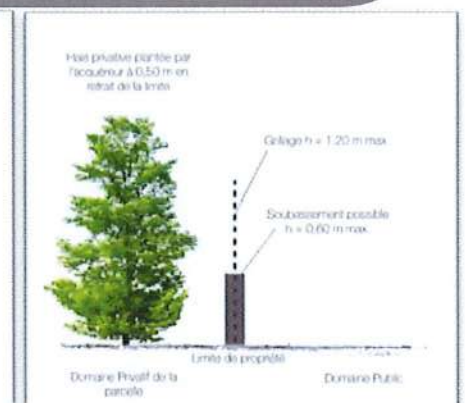 Haie privative plantée par
l'acquéreur à 0,50 m en
retrait de la limite
Grillage h = 1.20 m max.
Soubassement possible
h = 0,60 m max.
Limite de propriété
Domaine Privatif de la
parcelle
Domaine Public